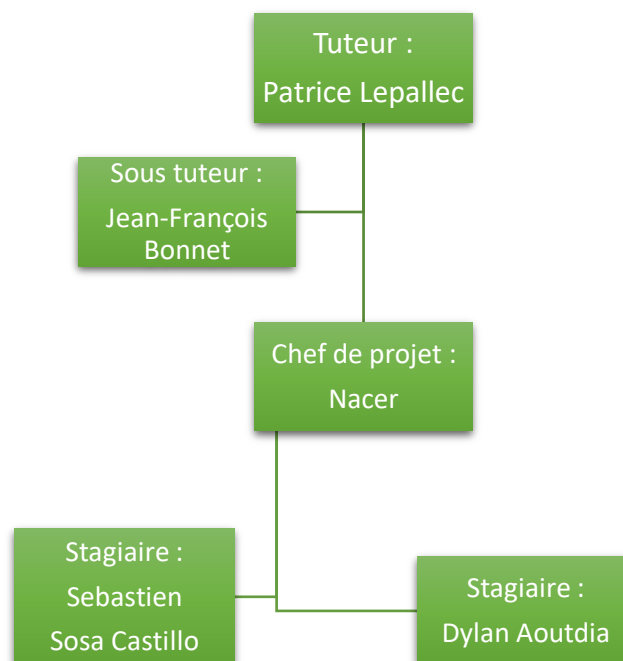 Tuteur :
Patrice Lepallec
Sous tuteur :
Jean-François
Bonnet
Chef de projet :
Nacer
Stagiaire :
Sebastien
Sosa Castillo
Stagiaire :
Dylan Aoutdia